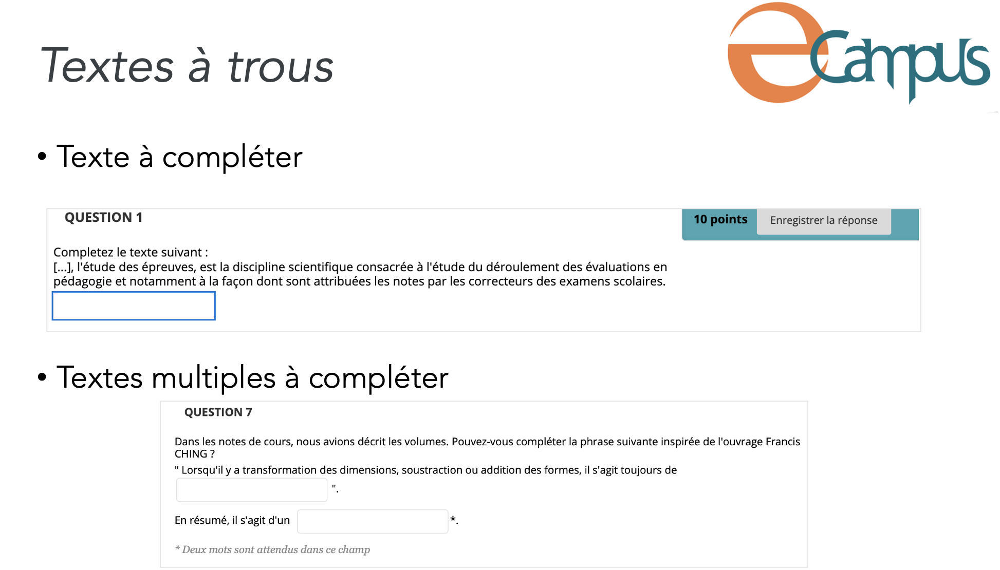 Textes à trous
eCampus
• Texte à compléter
QUESTION 1
10 points
Enregistrer la réponse
Completez le texte suivant :
[...], l'étude des épreuves, est la discipline scientifique consacrée à l'étude du déroulement des évaluations en
pédagogie et notamment à la façon dont sont attribuées les notes par les correcteurs des examens scolaires.
• Textes multiples à compléter
QUESTION 7
Dans les notes de cours, nous avions décrit les volumes. Pouvez-vous compléter la phrase suivante inspirée de l'ouvrage Francis
CHING ?
" Lorsqu'il y a transformation des dimensions, soustraction ou addition des formes, il s'agit toujours de
".
En résumé, il s'agit d'un *.
* Deux mots sont attendus dans ce champ